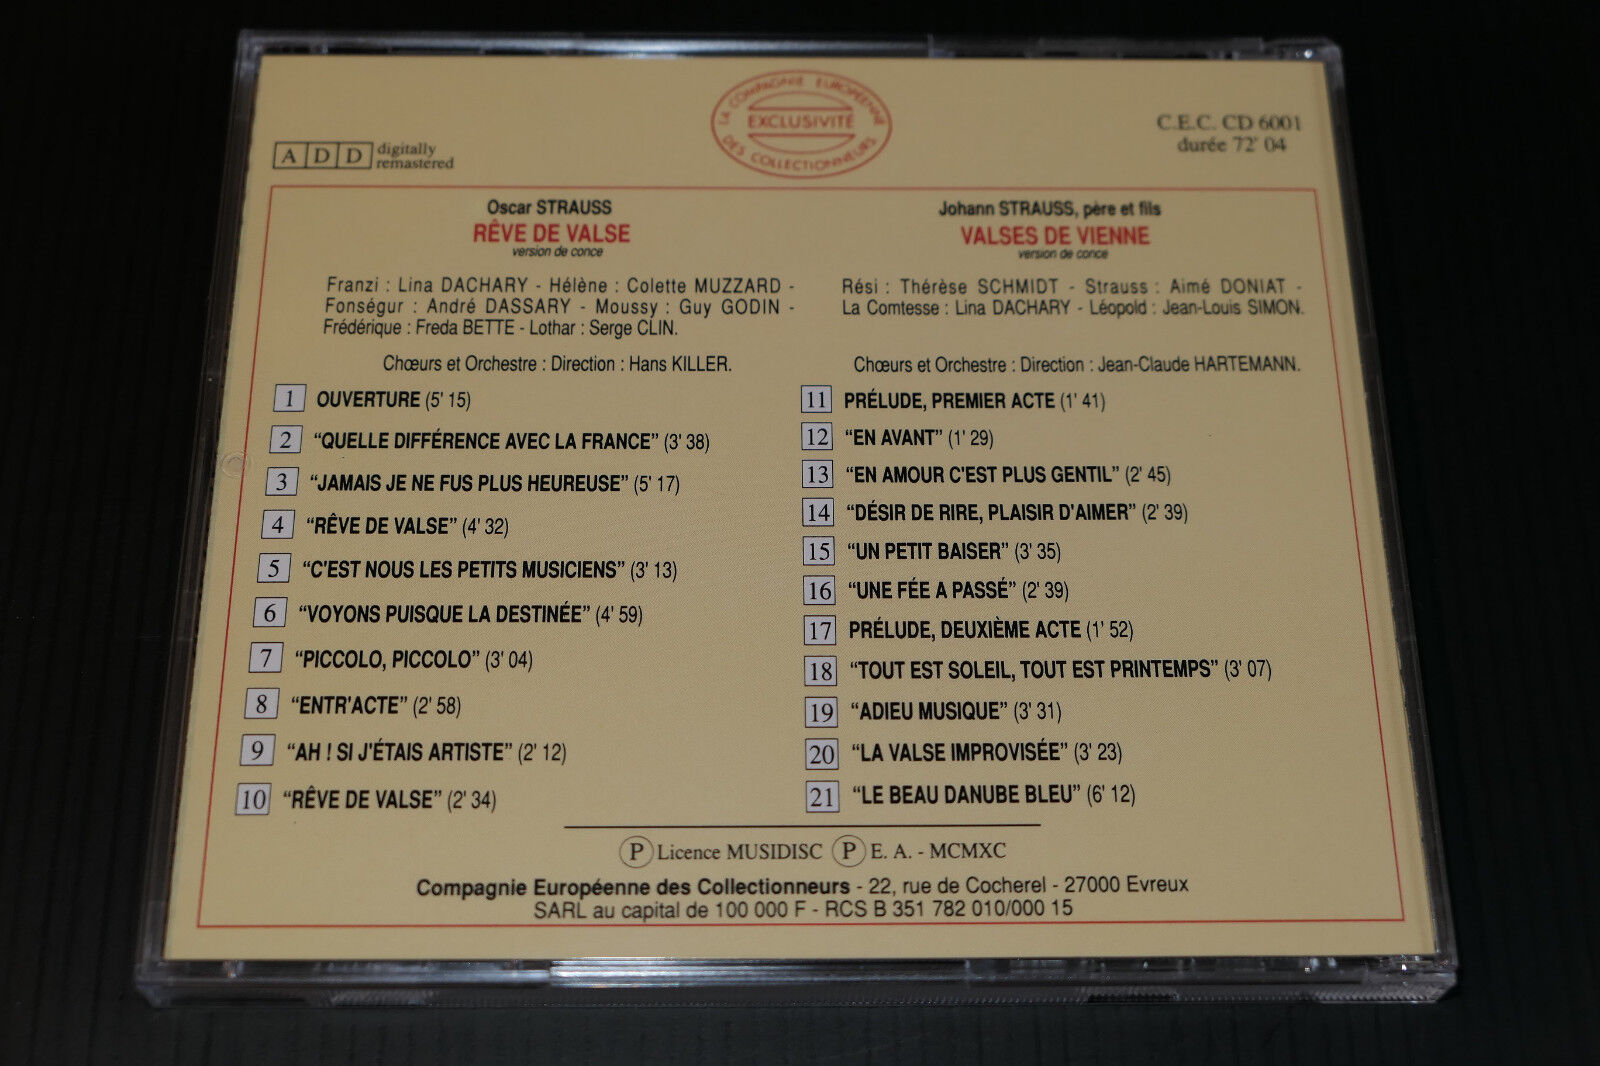 LA COMPAGNIE EUROPÉENNE
EXCLUSIVITÉ
DES COLLECTIONNEURS
A D D digitally
remastered
C.E.C. CD 6001
durée 72' 04
Oscar STRAUSS
RÊVE DE VALSE
version de conce
Franzi : Lina DACHARY - Hélène : Colette MUZZARD -
Fonségur : André DASSARY - Moussy : Guy GODIN -
Frédérique : Freda BETTE - Lothar : Serge CLIN.
Chœurs et Orchestre : Direction : Hans KILLER.
1 OUVERTURE (5' 15)
2 “QUELLE DIFFÉRENCE AVEC LA FRANCE” (3' 38)
3 “JAMAIS JE NE FUS PLUS HEUREUSE” (5' 17)
4 “RÊVE DE VALSE” (4' 32)
5 “C'EST NOUS LES PETITS MUSICIENS” (3' 13)
6 “VOYONS PUISQUE LA DESTINÉE” (4' 59)
7 “PICCOLO, PICCOLO” (3' 04)
8 “ENTR'ACTE” (2' 58)
9 “AH ! SI J'ÉTAIS ARTISTE” (2' 12)
10 “RÊVE DE VALSE” (2' 34)
Johann STRAUSS, père et fils
VALSES DE VIENNE
version de conce
Rési : Thérèse SCHMIDT - Strauss : Aimé DONIAT -
La Comtesse : Lina DACHARY - Léopold : Jean-Louis SIMON.
Chœurs et Orchestre : Direction : Jean-Claude HARTEMANN.
11 PRÉLUDE, PREMIER ACTE (1' 41)
12 “EN AVANT” (1' 29)
13 “EN AMOUR C'EST PLUS GENTIL” (2' 45)
14 “DÉSIR DE RIRE, PLAISIR D'AIMER” (2' 39)
15 “UN PETIT BAISER” (3' 35)
16 “UNE FÉE A PASSÉ” (2' 39)
17 PRÉLUDE, DEUXIÈME ACTE (1' 52)
18 “TOUT EST SOLEIL, TOUT EST PRINTEMPS” (3' 07)
19 “ADIEU MUSIQUE” (3' 31)
20 “LA VALSE IMPROVISÉE” (3' 23)
21 “LE BEAU DANUBE BLEU” (6' 12)
Ⓟ Licence MUSIDISC Ⓟ E. A. - MCMXC
Compagnie Européenne des Collectionneurs - 22, rue de Cocherel - 27000 Evreux
SARL au capital de 100 000 F - RCS B 351 782 010/000 15